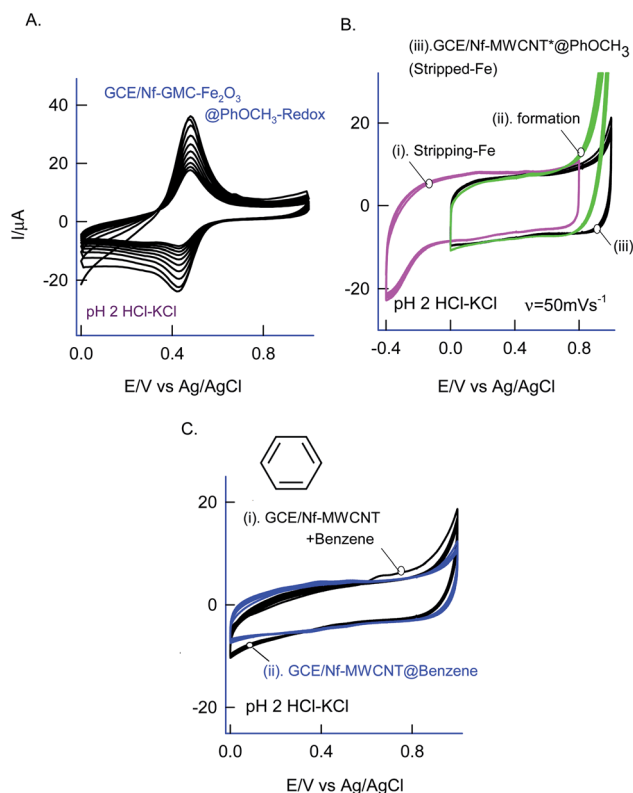 A.
GCE/Nf-GMC-Fe₂O₃
@PhOCH₃-Redox
40
20
0
-20
I/µA
pH 2 HCl-KCl
0.0 0.4 0.8
E/V vs Ag/AgCl
B.
(iii).GCE/Nf-MWCNT*@PhOCH₃
(Stripped-Fe)
(ii). formation
(i). Stripping-Fe
20
0
-20
(iii)
pH 2 HCl-KCl ν=50mVs⁻¹
-0.4 0.0 0.4 0.8
E/V vs Ag/AgCl
C.
20
0
-20
(i). GCE/Nf-MWCNT
+Benzene
(ii). GCE/Nf-MWCNT@Benzene
pH 2 HCl-KCl
0.0 0.4 0.8
E/V vs Ag/AgCl